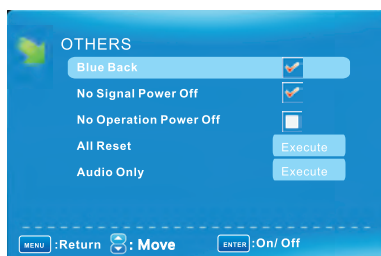 OTHERS
Blue Back
No Signal Power Off
No Operation Power Off
All Reset Execute
Audio Only Execute
MENU :Return : Move ENTER :On/ Off